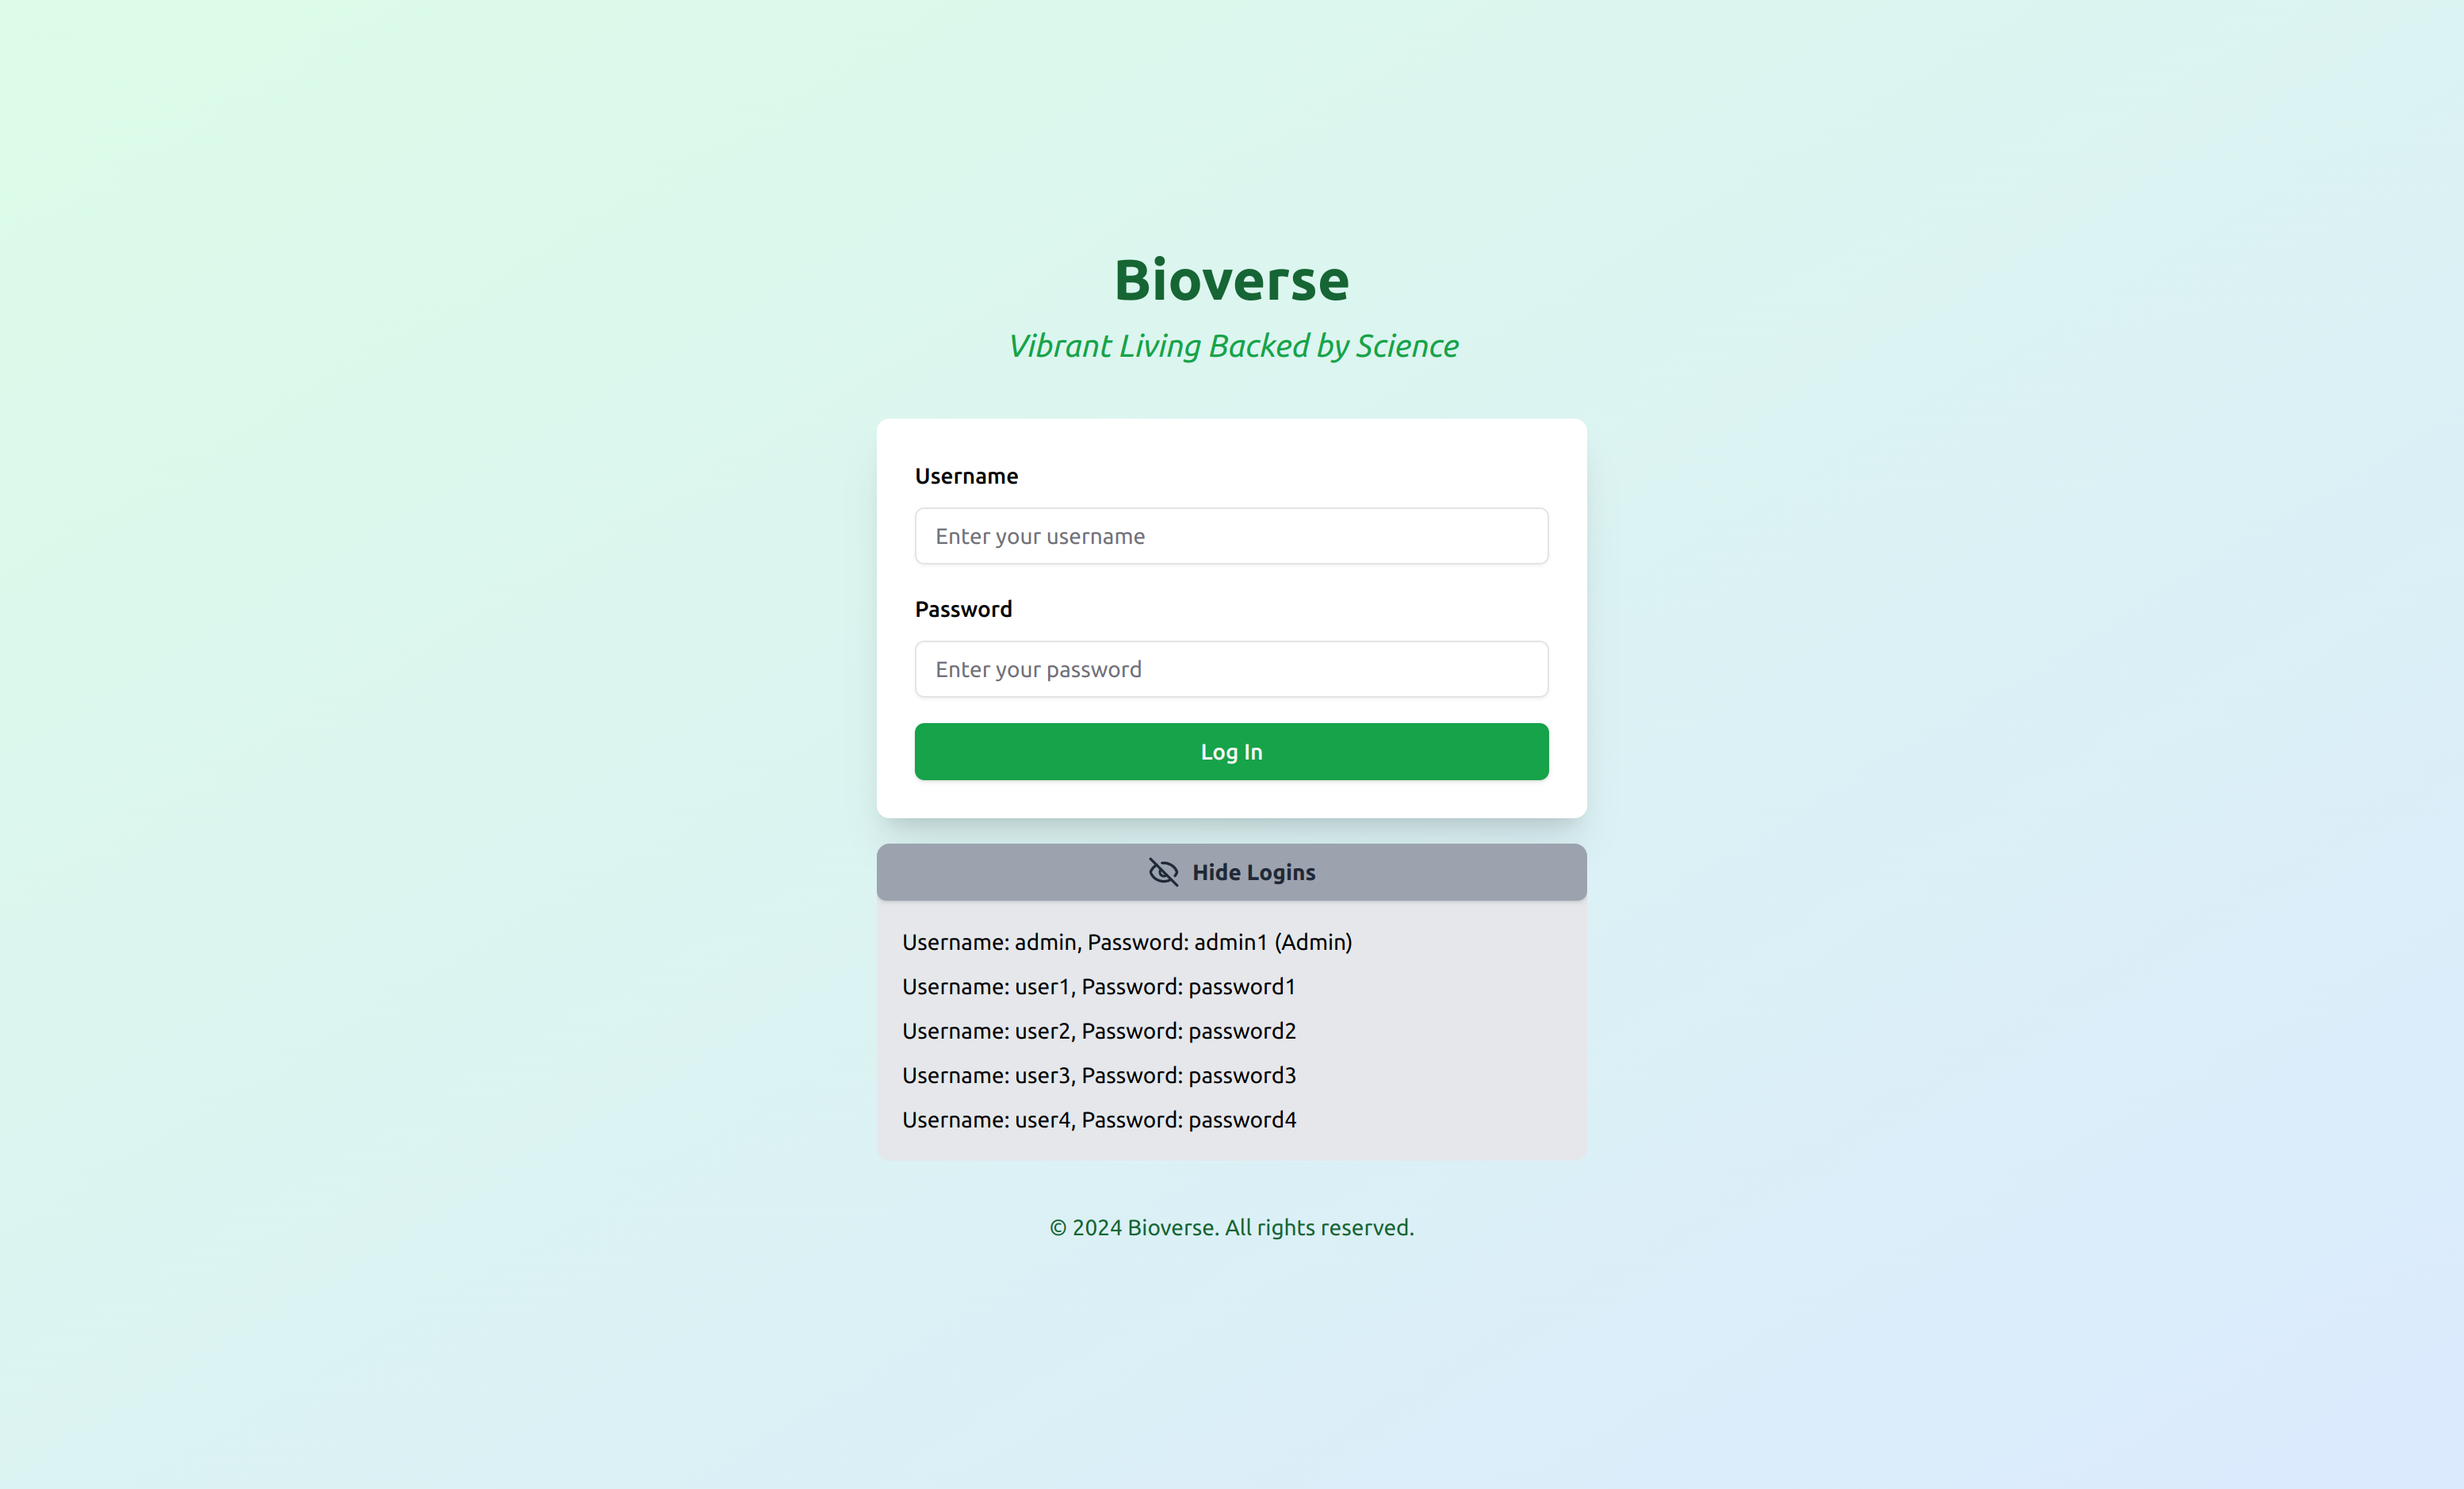 Bioverse
Vibrant Living Backed by Science
Username
Enter your username
Password
Enter your password
Log In
Hide Logins
Username: admin, Password: admin1 (Admin)
Username: user1, Password: password1
Username: user2, Password: password2
Username: user3, Password: password3
Username: user4, Password: password4
© 2024 Bioverse. All rights reserved.